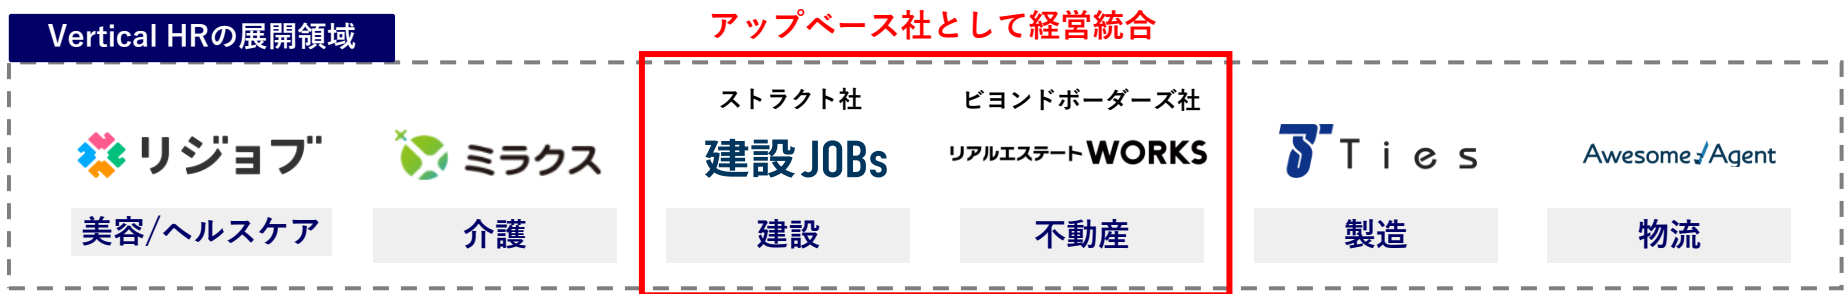 アップベース社として経営統合
Vertical HRの展開領域
ストラクト社
ビヨンドボーダーズ社
リジョブ
ミラクス
建設JOBs
リアルエステートWORKS
Ties
Awesome Agent
美容/ヘルスケア
介護
建設
不動産
製造
物流